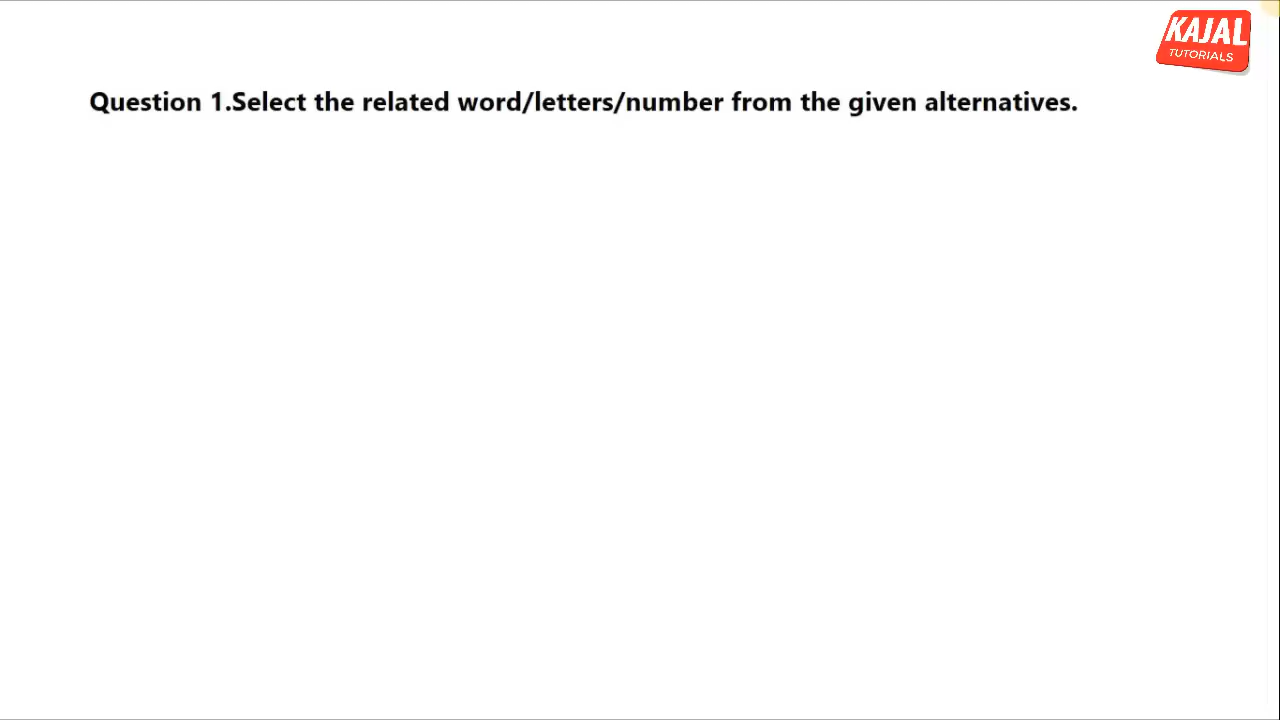 KAJAL
TUTORIALS
Question 1.Select the related word/letters/number from the given alternatives.